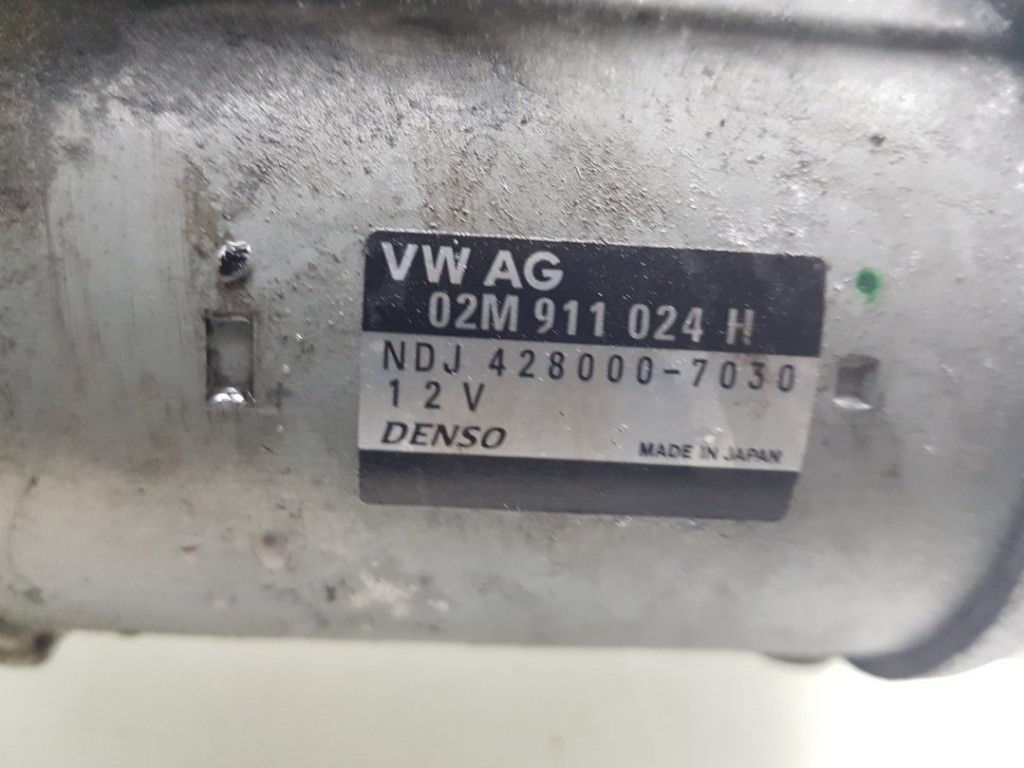 VW AG
02M 911 024 H
NDJ 428000-7030
12V
DENSO
MADE IN JAPAN